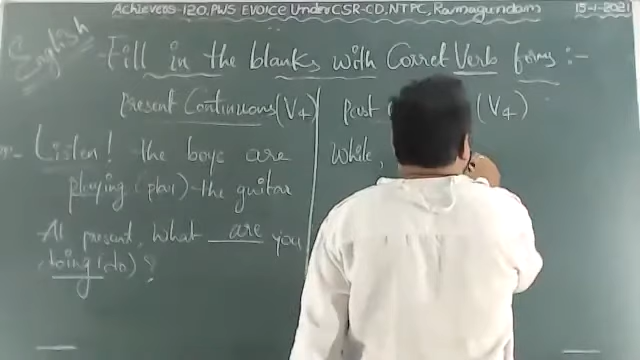 Achievers-120, PWS EVOICE Under CSR-CD, NTPC, Ramagundam 15-1-2021
English
Fill in the blanks with Corret Verb forms :-
Present Continuous (V4)
Listen! the boys are
playing (play) the guitar
At present, what are you
doing (do) ?
Past (V4)
While,